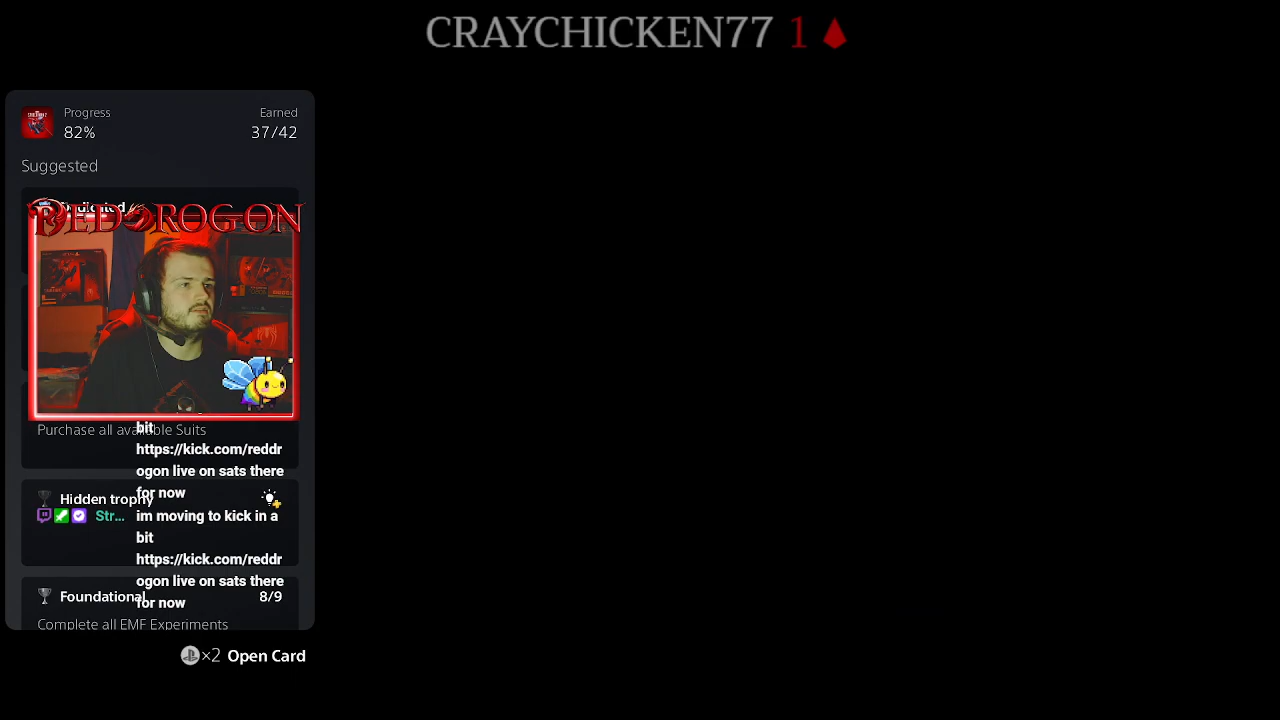 CRAYCHICKEN77 1
Progress
Earned
82%
37/42
Suggested
Dedicated
REDDROGON
Purchase all available Suits
bit
https://kick.com/reddr
ogon live on sats there
for now
Hidden trophy
Str... im moving to kick in a
bit
https://kick.com/reddr
ogon live on sats there
for now
Foundational 8/9
Complete all EMF Experiments
×2 Open Card